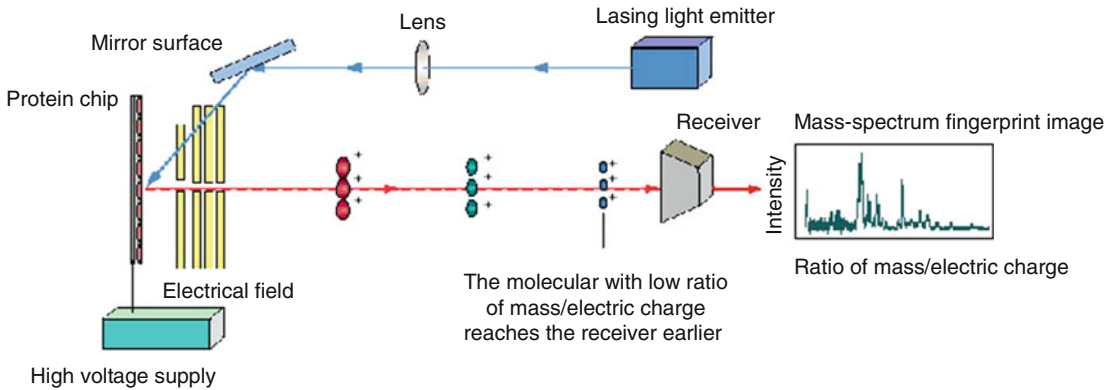 Lasing light emitter
Lens
Mirror surface
Protein chip
Receiver
Mass-spectrum fingerprint image
+
+
+
+
+
+
+
+
+
Intensity
Ratio of mass/electric charge
Electrical field
The molecular with low ratio
of mass/electric charge
reaches the receiver earlier
High voltage supply